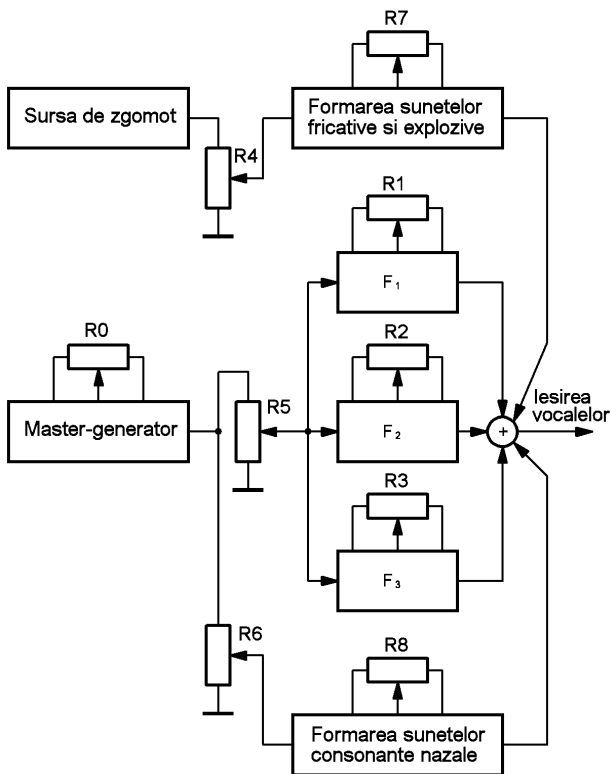 R7
Sursa de zgomot
Formarea sunetelor
fricative si explozive
R4
R1
F₁
R0
R2
Master-generator
R5
F₂
+
Iesirea
vocalelor
R3
F₃
R6
R8
Formarea sunetelor
consonante nazale